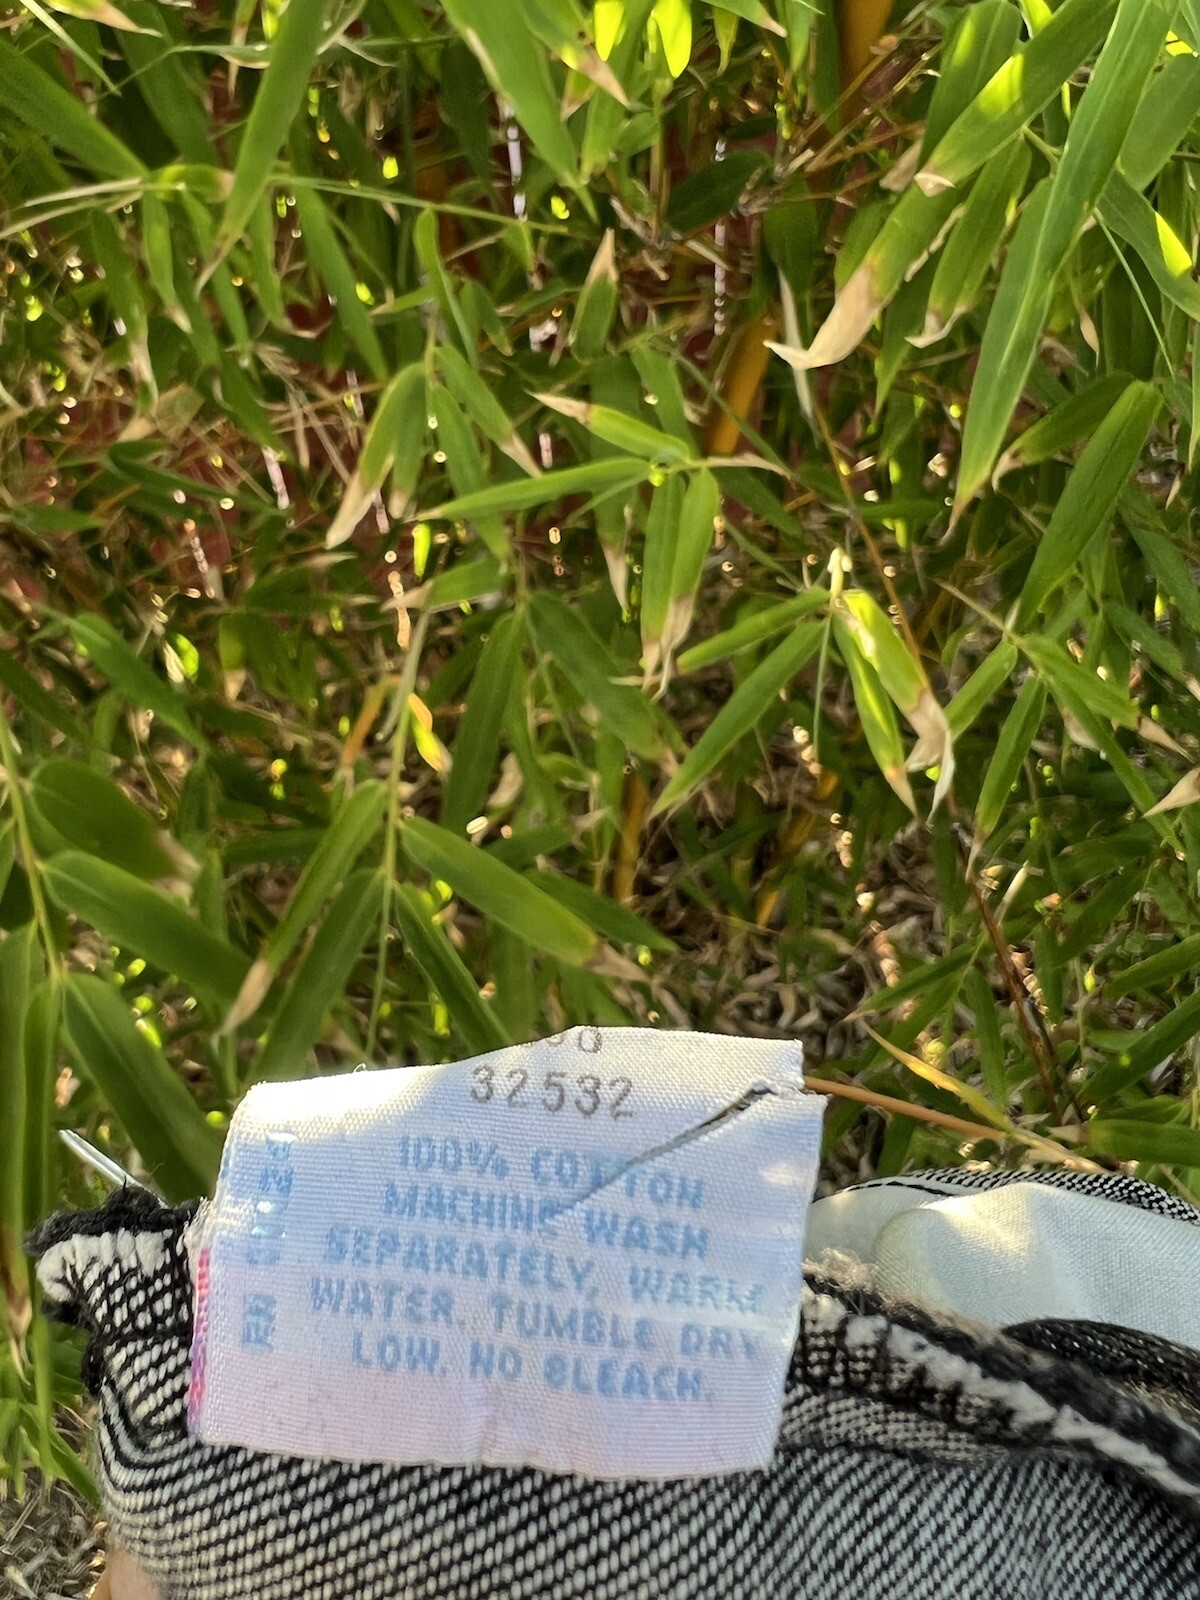 32532
100% COTTON
MACHINE WASH
SEPARATELY. WARM
WATER. TUMBLE DRY
LOW. NO BLEACH.